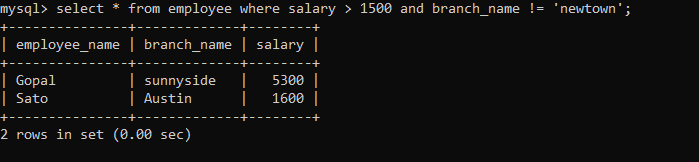 mysql> select * from employee where salary > 1500 and branch_name != 'newtown';
+---------------+-------------+--------+
| employee_name | branch_name | salary |
+---------------+-------------+--------+
| Gopal         | sunnyside   |   5300 |
| Sato          | Austin      |   1600 |
+---------------+-------------+--------+
2 rows in set (0.00 sec)